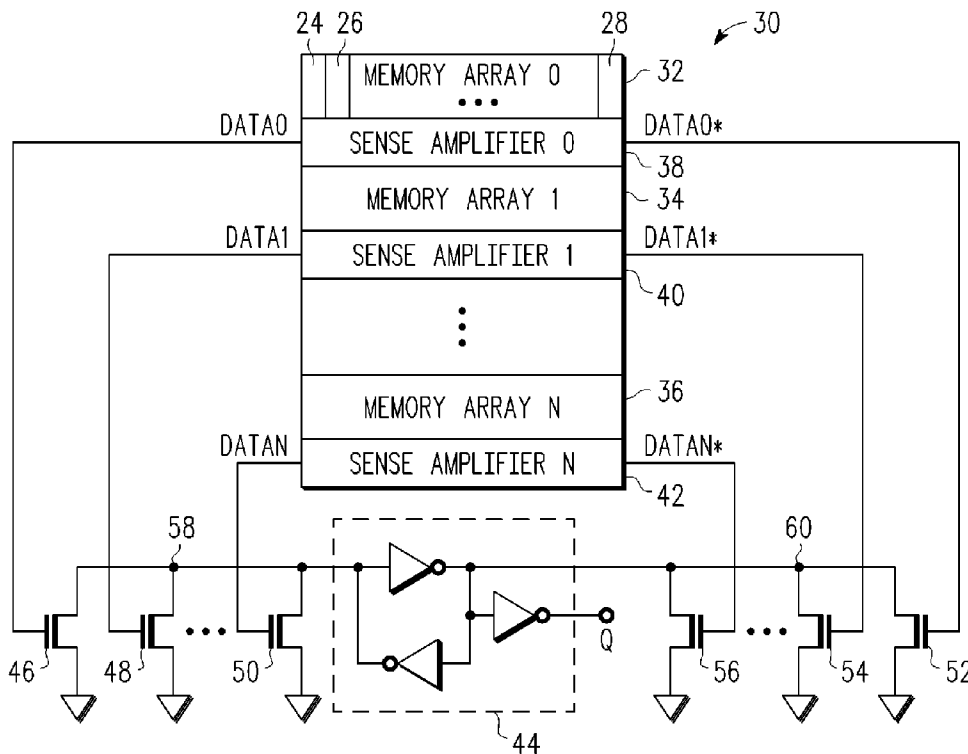 24 26 28 30
MEMORY ARRAY 0 32
DATA0 DATA0*
SENSE AMPLIFIER 0 38
MEMORY ARRAY 1 34
DATA1 DATA1*
SENSE AMPLIFIER 1 40
36
MEMORY ARRAY N
DATAN DATAN*
SENSE AMPLIFIER N 42
58 60
Q
46 48 50 56 54 52
44